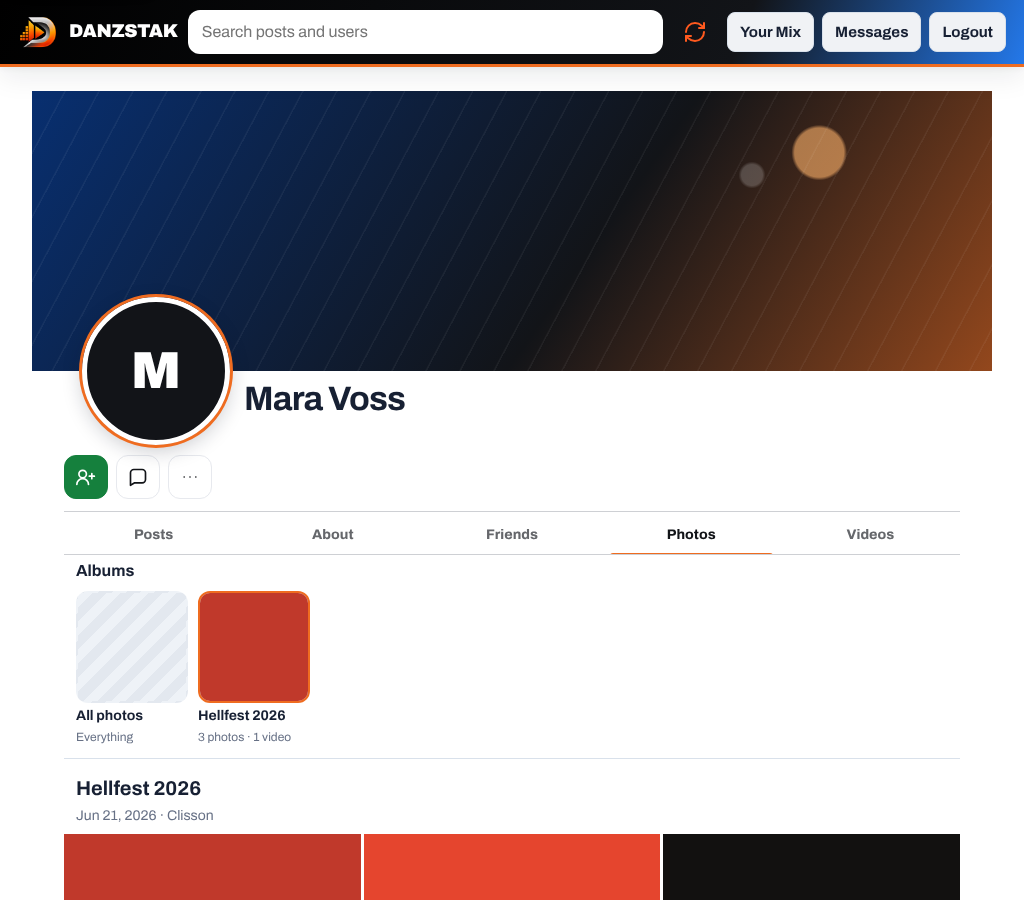 DANZSTAK
Search posts and users
Your Mix
Messages
Logout
M
Mara Voss
Posts
About
Friends
Photos
Videos
Albums
All photos
Everything
Hellfest 2026
3 photos · 1 video
Hellfest 2026
Jun 21, 2026 · Clisson